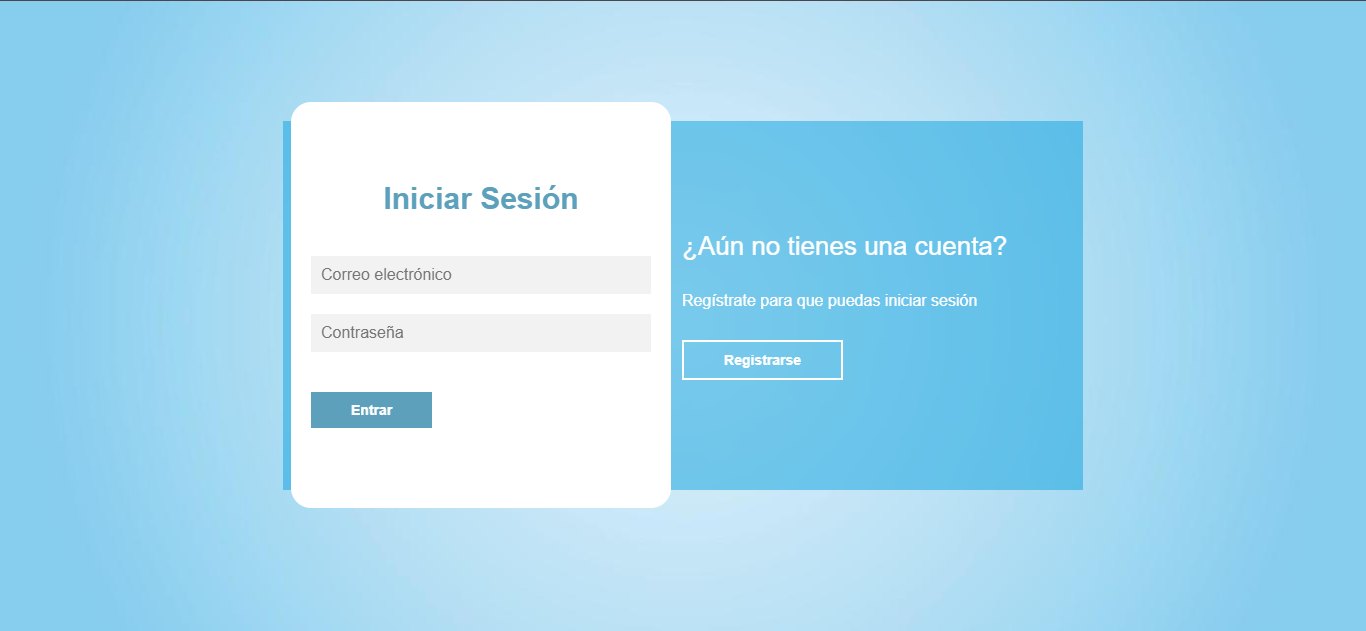 Iniciar Sesión
Correo electrónico
Contraseña
Entrar
¿Aún no tienes una cuenta?
Regístrate para que puedas iniciar sesión
Registrarse